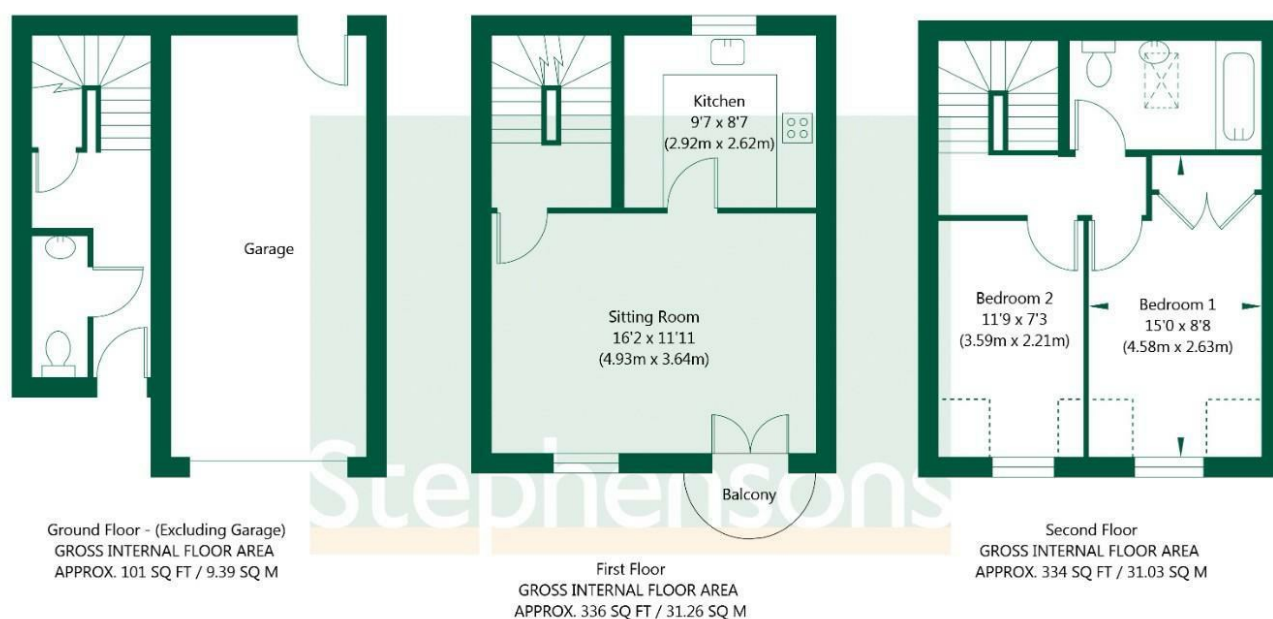 Garage
Ground Floor - (Excluding Garage)
GROSS INTERNAL FLOOR AREA
APPROX. 101 SQ FT / 9.39 SQ M
Kitchen
9'7 x 8'7
(2.92m x 2.62m)
Sitting Room
16'2 x 11'11
(4.93m x 3.64m)
Balcony
First Floor
GROSS INTERNAL FLOOR AREA
APPROX. 336 SQ FT / 31.26 SQ M
Bedroom 2
11'9 x 7'3
(3.59m x 2.21m)
Bedroom 1
15'0 x 8'8
(4.58m x 2.63m)
Second Floor
GROSS INTERNAL FLOOR AREA
APPROX. 334 SQ FT / 31.03 SQ M
Stephensons